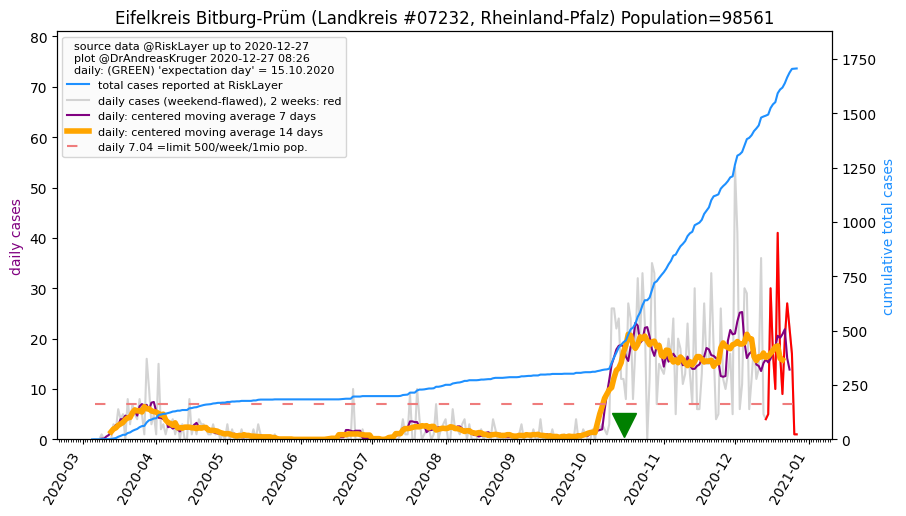 Eifelkreis Bitburg-Prüm (Landkreis #07232, Rheinland-Pfalz) Population=98561
source data @RiskLayer up to 2020-12-27
plot @DrAndreasKruger 2020-12-27 08:26
daily: (GREEN) 'expectation day' = 15.10.2020
total cases reported at RiskLayer
daily cases (weekend-flawed), 2 weeks: red
daily: centered moving average 7 days
daily: centered moving average 14 days
daily 7.04 =limit 500/week/1mio pop.
daily cases
80
70
60
50
40
30
20
10
0
cumulative total cases
1750
1500
1250
1000
750
500
250
0
2020-03
2020-04
2020-05
2020-06
2020-07
2020-08
2020-09
2020-10
2020-11
2020-12
2021-01